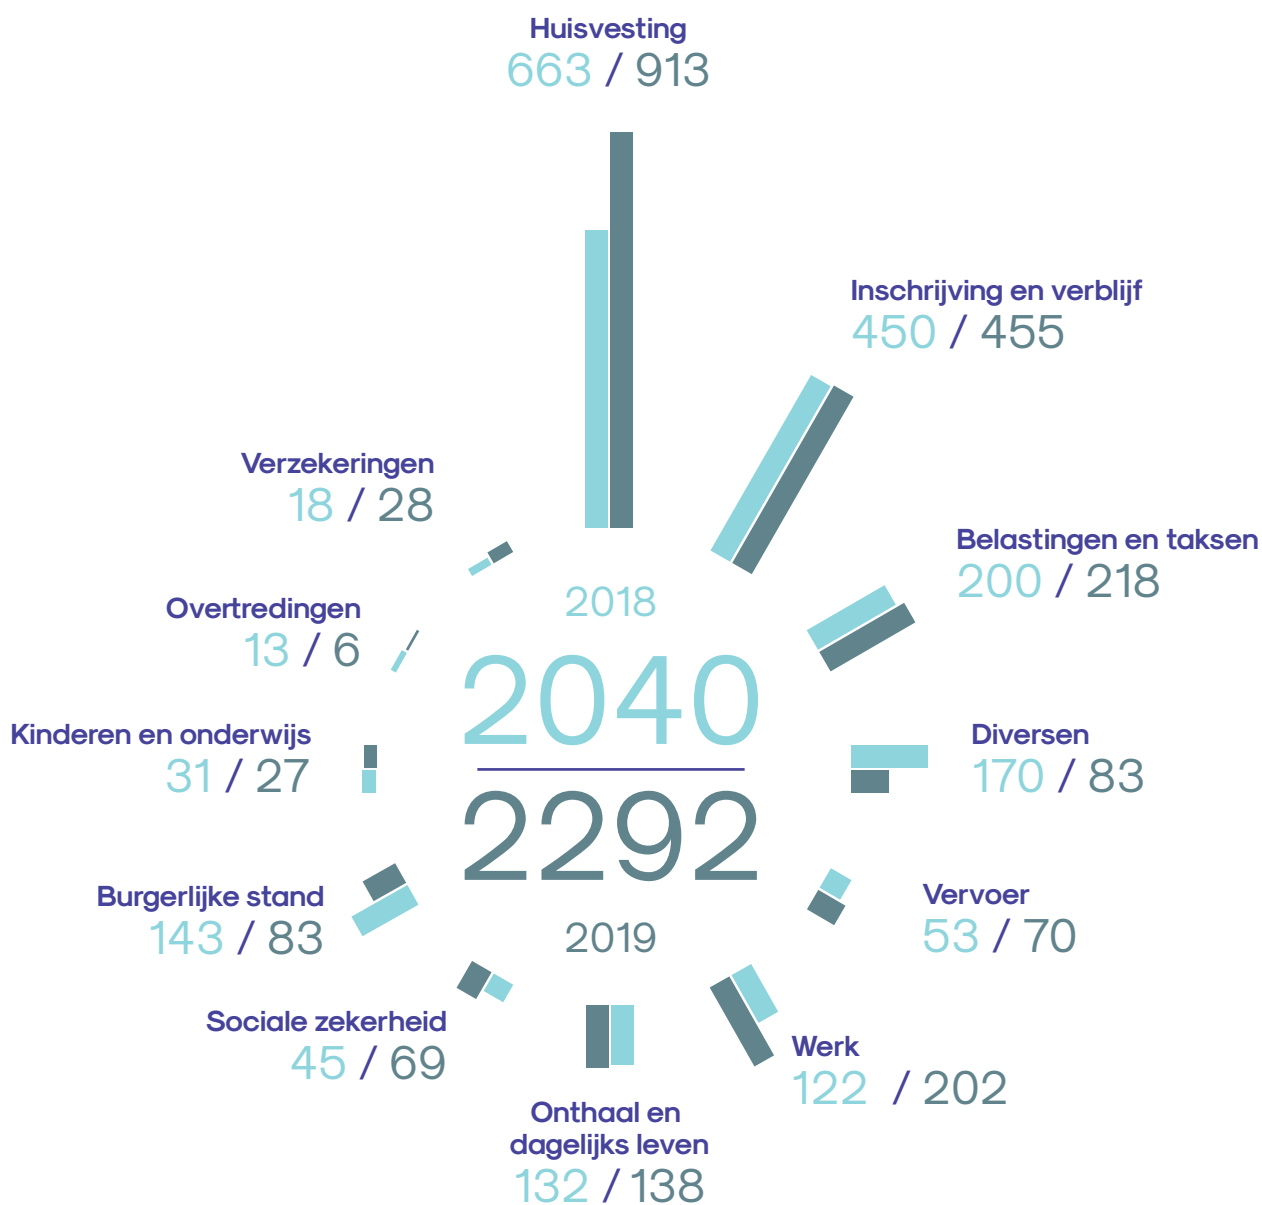 Huisvesting
663 / 913
Inschrijving en verblijf
450 / 455
Verzekeringen
18 / 28
Belastingen en taksen
200 / 218
2018
Overtredingen
13 / 6
2040
Kinderen en onderwijs
31 / 27
Diversen
170 / 83
2292
Burgerlijke stand
143 / 83
Vervoer
53 / 70
2019
Sociale zekerheid
45 / 69
Werk
122 / 202
Onthaal en
dagelijks leven
132 / 138